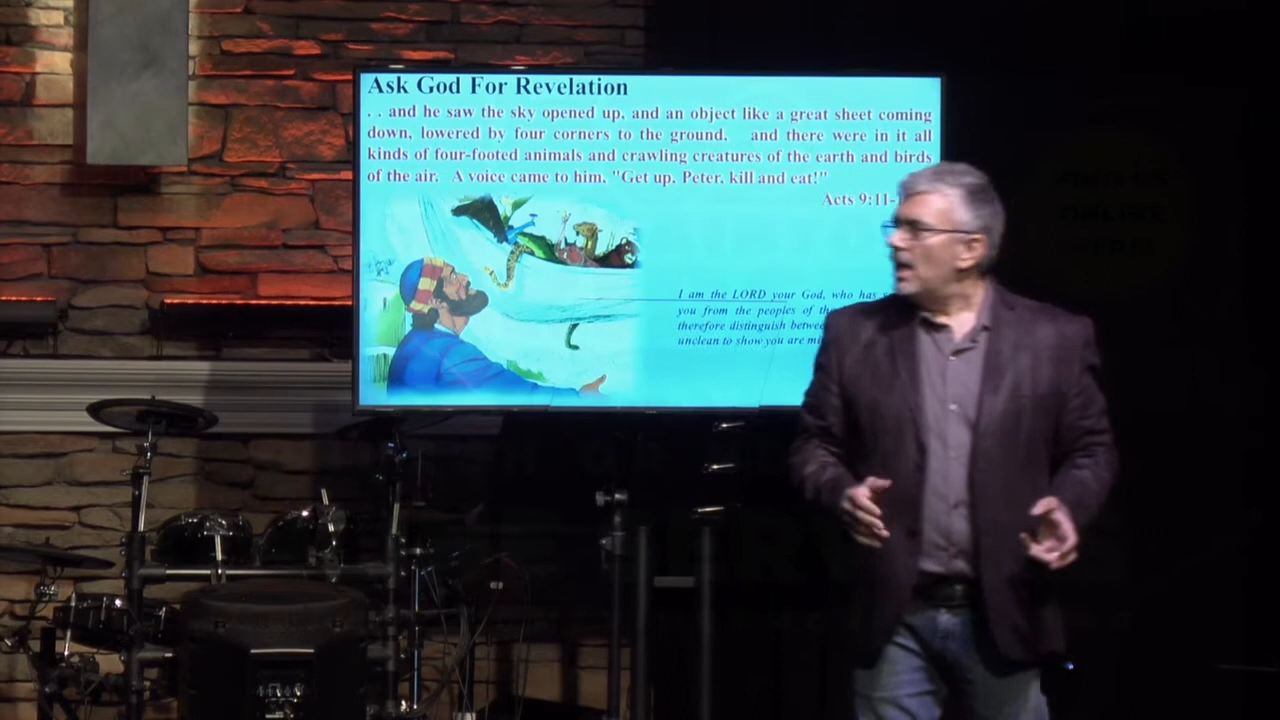 Ask God For Revelation
. . and he saw the sky opened up, and an object like a great sheet coming
down, lowered by four corners to the ground, and there were in it all
kinds of four-footed animals and crawling creatures of the earth and birds
of the air. A voice came to him, "Get up, Peter, kill and eat!"
Acts 9:11-
I am the LORD your God, who has
you from the peoples of
therefore distinguish
unclean to show you are